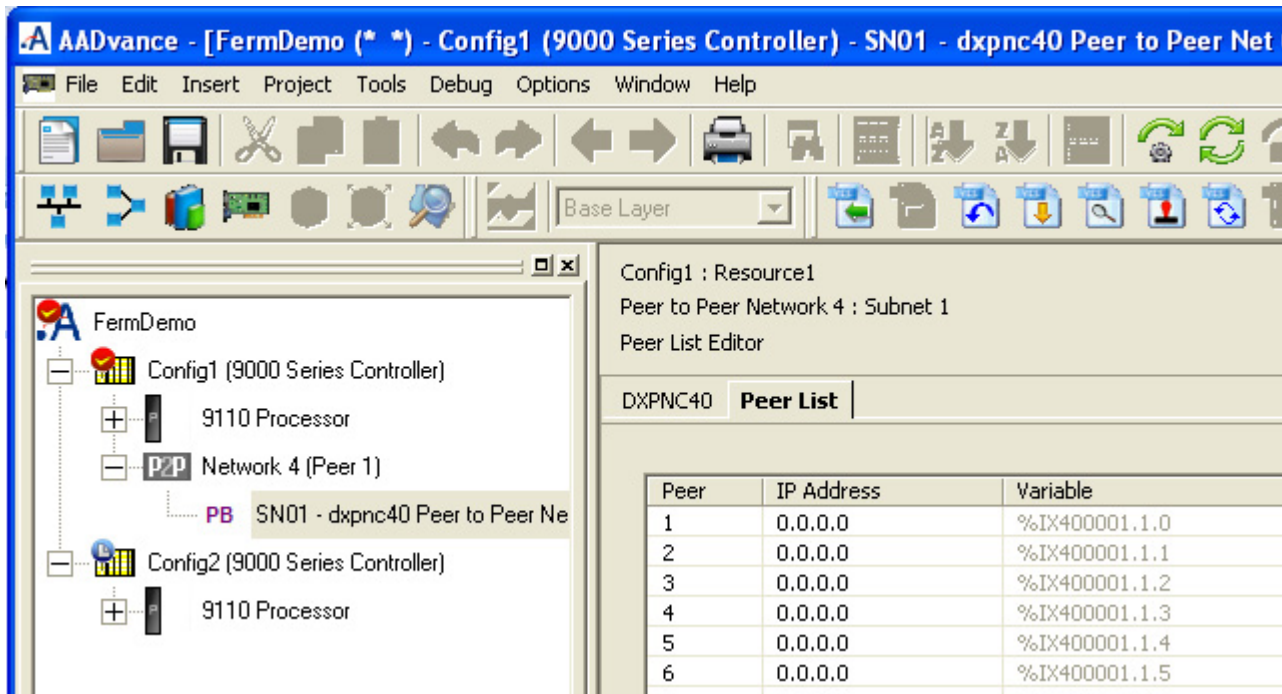 AADvance - [FermDemo (* *) - Config1 (9000 Series Controller) - SN01 - dxpnc40 Peer to Peer Net
File Edit Insert Project Tools Debug Options Window Help
Base Layer
FermDemo
Config1 (9000 Series Controller)
9110 Processor
P2P Network 4 (Peer 1)
PB SN01 - dxpnc40 Peer to Peer Ne
Config2 (9000 Series Controller)
9110 Processor
Config1 : Resource1
Peer to Peer Network 4 : Subnet 1
Peer List Editor
DXPNC40 Peer List
Peer IP Address Variable
1 0.0.0.0 %IX400001.1.0
2 0.0.0.0 %IX400001.1.1
3 0.0.0.0 %IX400001.1.2
4 0.0.0.0 %IX400001.1.3
5 0.0.0.0 %IX400001.1.4
6 0.0.0.0 %IX400001.1.5